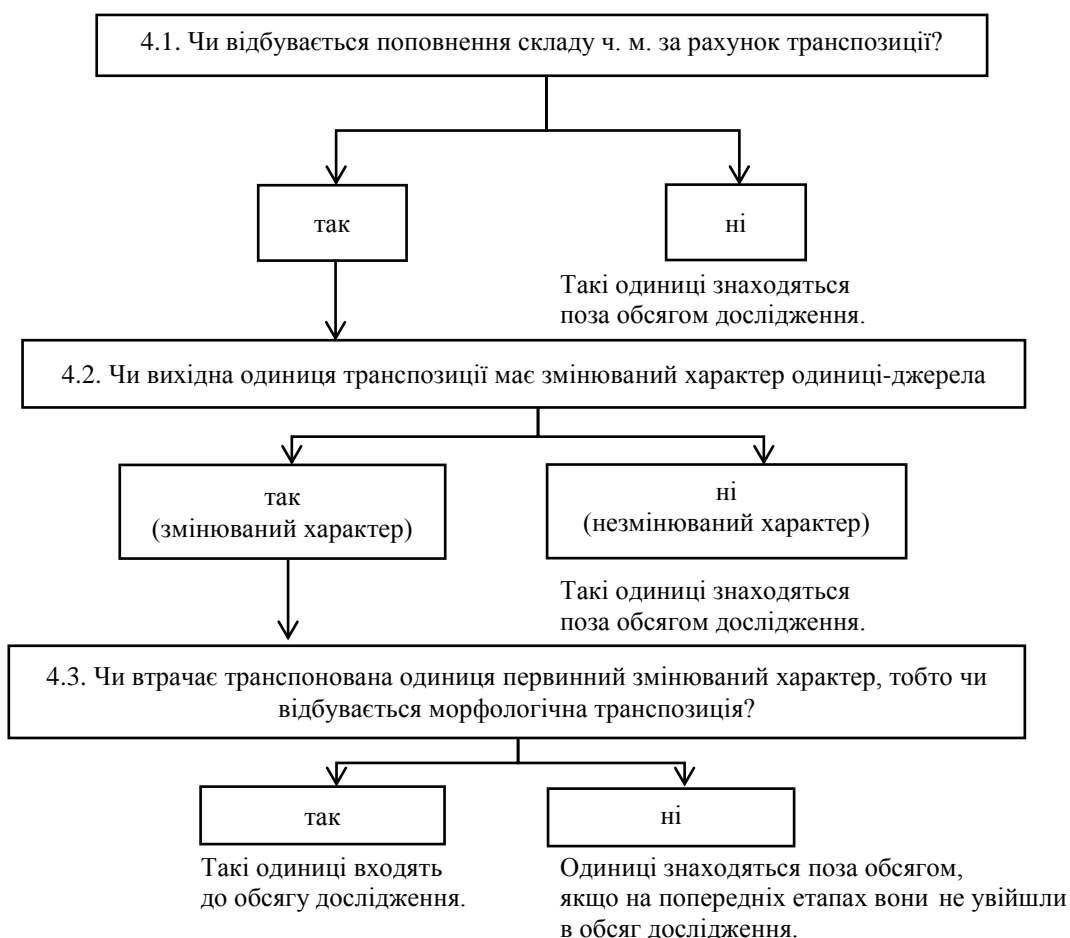 4.1. Чи відбувається поповнення складу ч. м. за рахунок транспозиції?
так
ні
Такі одиниці знаходяться
поза обсягом дослідження.
4.2. Чи вихідна одиниця транспозиції має змінюваний характер одиниці-джерела
так
(змінюваний характер)
ні
(незмінюваний характер)
Такі одиниці знаходяться
поза обсягом дослідження.
4.3. Чи втрачає транспонована одиниця первинний змінюваний характер, тобто чи
відбувається морфологічна транспозиція?
так
ні
Такі одиниці входять
до обсягу дослідження.
Одиниці знаходяться поза обсягом,
якщо на попередніх етапах вони не увійшли
в обсяг дослідження.